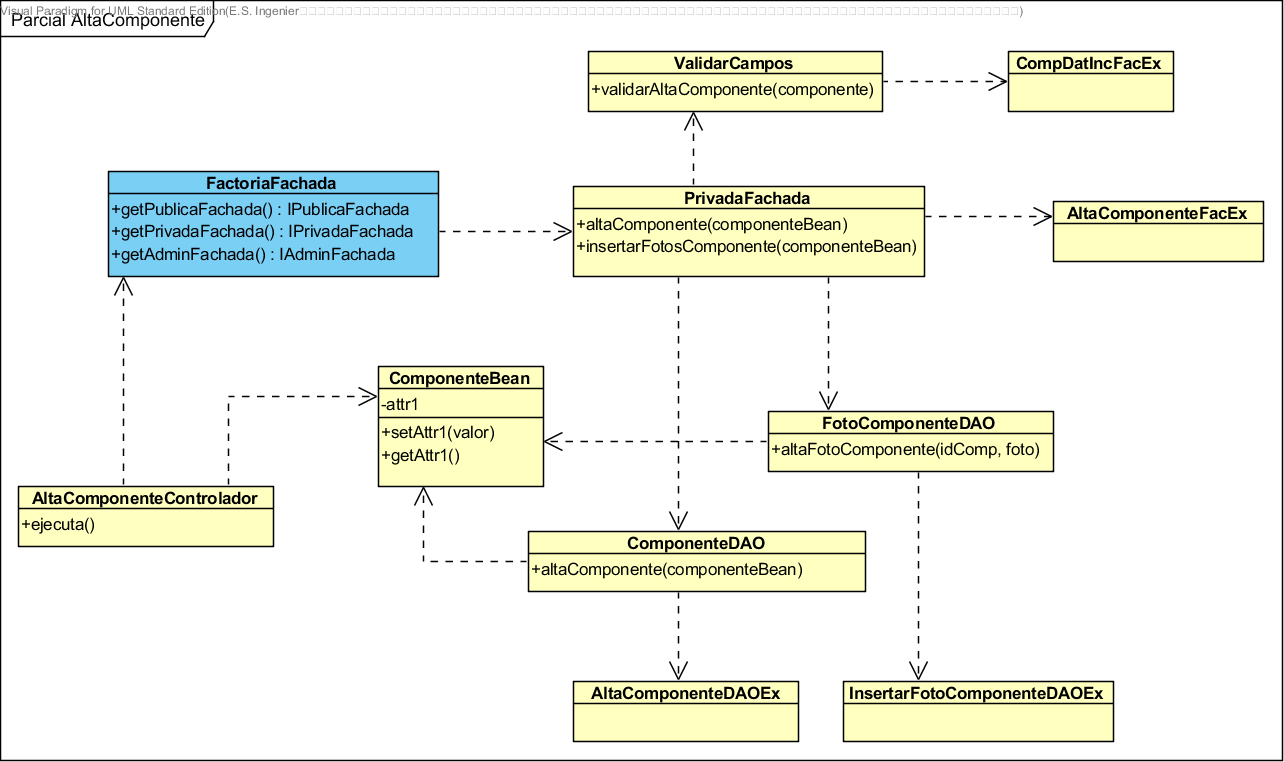 Visual Paradigm for UML Standard Edition(E.S. Ingenier
Parcial AltaComponente
ValidarCampos
+validarAltaComponente(componente)
CompDatIncFacEx
FactoriaFachada
+getPublicaFachada() : IPublicaFachada
+getPrivadaFachada() : IPrivadaFachada
+getAdminFachada() : IAdminFachada
PrivadaFachada
+altaComponente(componenteBean)
+insertarFotosComponente(componenteBean)
AltaComponenteFacEx
ComponenteBean
-attr1
+setAttr1(valor)
+getAttr1()
FotoComponenteDAO
+altaFotoComponente(idComp, foto)
AltaComponenteControlador
+ejecuta()
ComponenteDAO
+altaComponente(componenteBean)
AltaComponenteDAOEx
InsertarFotoComponenteDAOEx